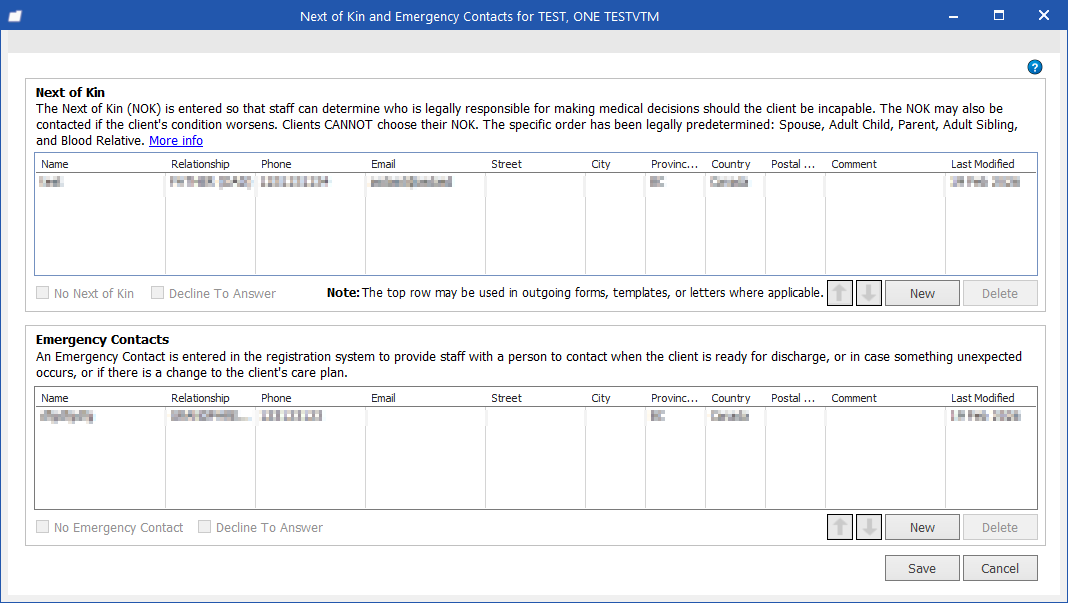 Next of Kin and Emergency Contacts for TEST, ONE TESTVTM
?
Next of Kin
The Next of Kin (NOK) is entered so that staff can determine who is legally responsible for making medical decisions should the client be incapable. The NOK may also be
contacted if the client's condition worsens. Clients CANNOT choose their NOK. The specific order has been legally predetermined: Spouse, Adult Child, Parent, Adult Sibling,
and Blood Relative. More info
Name Relationship Phone Email Street City Provinc... Country Postal ... Comment Last Modified
No Next of Kin Decline To Answer Note: The top row may be used in outgoing forms, templates, or letters where applicable. New Delete
Emergency Contacts
An Emergency Contact is entered in the registration system to provide staff with a person to contact when the client is ready for discharge, or in case something unexpected
occurs, or if there is a change to the client's care plan.
Name Relationship Phone Email Street City Provinc... Country Postal ... Comment Last Modified
No Emergency Contact Decline To Answer New Delete
Save Cancel